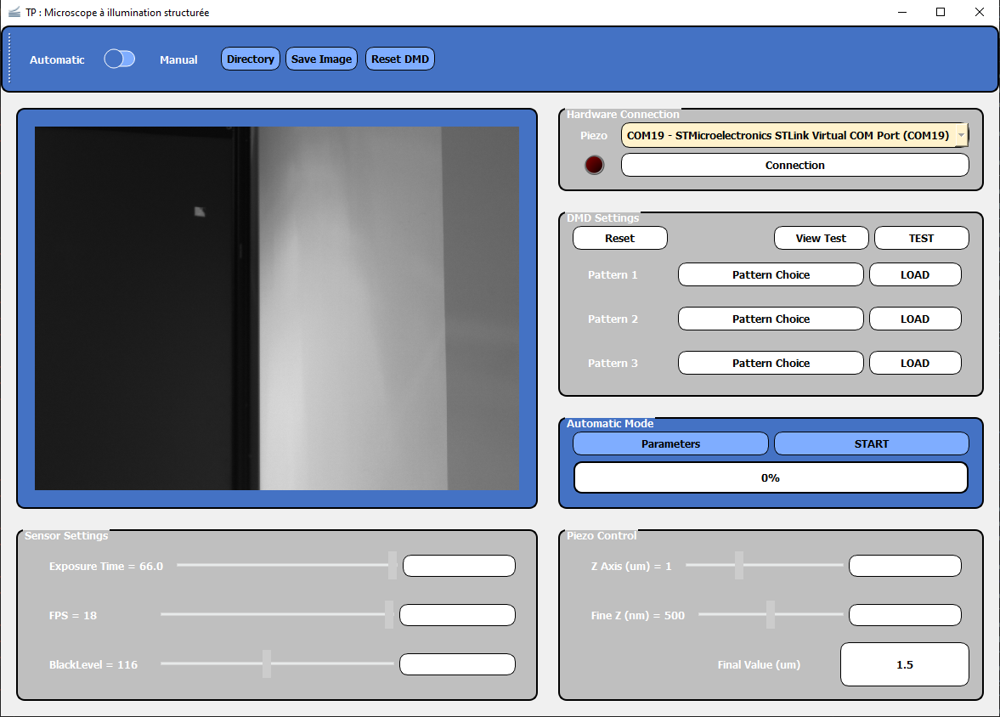 TP : Microscope à illumination structurée
Automatic Manual Directory Save Image Reset DMD
Hardware Connection
Piezo COM19 - STMicroelectronics STLink Virtual COM Port (COM19)
Connection
DMD Settings
Reset View Test TEST
Pattern 1 Pattern Choice LOAD
Pattern 2 Pattern Choice LOAD
Pattern 3 Pattern Choice LOAD
Automatic Mode
Parameters START
0%
Sensor Settings
Exposure Time = 66.0
FPS = 18
BlackLevel = 116
Piezo Control
Z Axis (um) = 1
Fine Z (nm) = 500
Final Value (um) 1.5